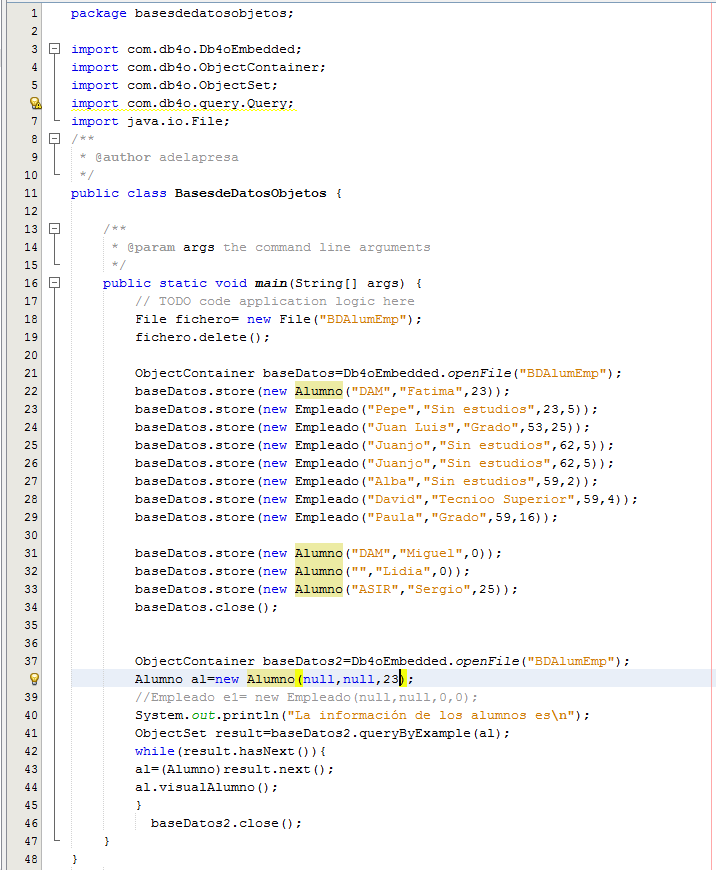 1 package basesdedatosobjetos;
2
3 import com.db4o.Db4oEmbedded;
4 import com.db4o.ObjectContainer;
5 import com.db4o.ObjectSet;
import com.db4o.query.Query;
7 import java.io.File;
8 /**
9 * @author adelapresa
10 */
11 public class BasesdeDatosObjetos {
12
13 /**
14 * @param args the command line arguments
15 */
16 public static void main(String[] args) {
17 // TODO code application logic here
18 File fichero= new File("BDAlumEmp");
19 fichero.delete();
20
21 ObjectContainer baseDatos=Db4oEmbedded.openFile("BDAlumEmp");
22 baseDatos.store(new Alumno("DAM","Fatima",23));
23 baseDatos.store(new Empleado("Pepe","Sin estudios",23,5));
24 baseDatos.store(new Empleado("Juan Luis","Grado",53,25));
25 baseDatos.store(new Empleado("Juanjo","Sin estudios",62,5));
26 baseDatos.store(new Empleado("Juanjo","Sin estudios",62,5));
27 baseDatos.store(new Empleado("Alba","Sin estudios",59,2));
28 baseDatos.store(new Empleado("David","Tecnioo Superior",59,4));
29 baseDatos.store(new Empleado("Paula","Grado",59,16));
30
31 baseDatos.store(new Alumno("DAM","Miguel",0));
32 baseDatos.store(new Alumno("","Lidia",0));
33 baseDatos.store(new Alumno("ASIR","Sergio",25));
34 baseDatos.close();
35
36
37 ObjectContainer baseDatos2=Db4oEmbedded.openFile("BDAlumEmp");
Alumno al=new Alumno(null,null,23);
39 //Empleado e1= new Empleado(null,null,0,0);
40 System.out.println("La información de los alumnos es\n");
41 ObjectSet result=baseDatos2.queryByExample(al);
42 while(result.hasNext()){
43 al=(Alumno)result.next();
44 al.visualAlumno();
45 }
46 baseDatos2.close();
47 }
48 }